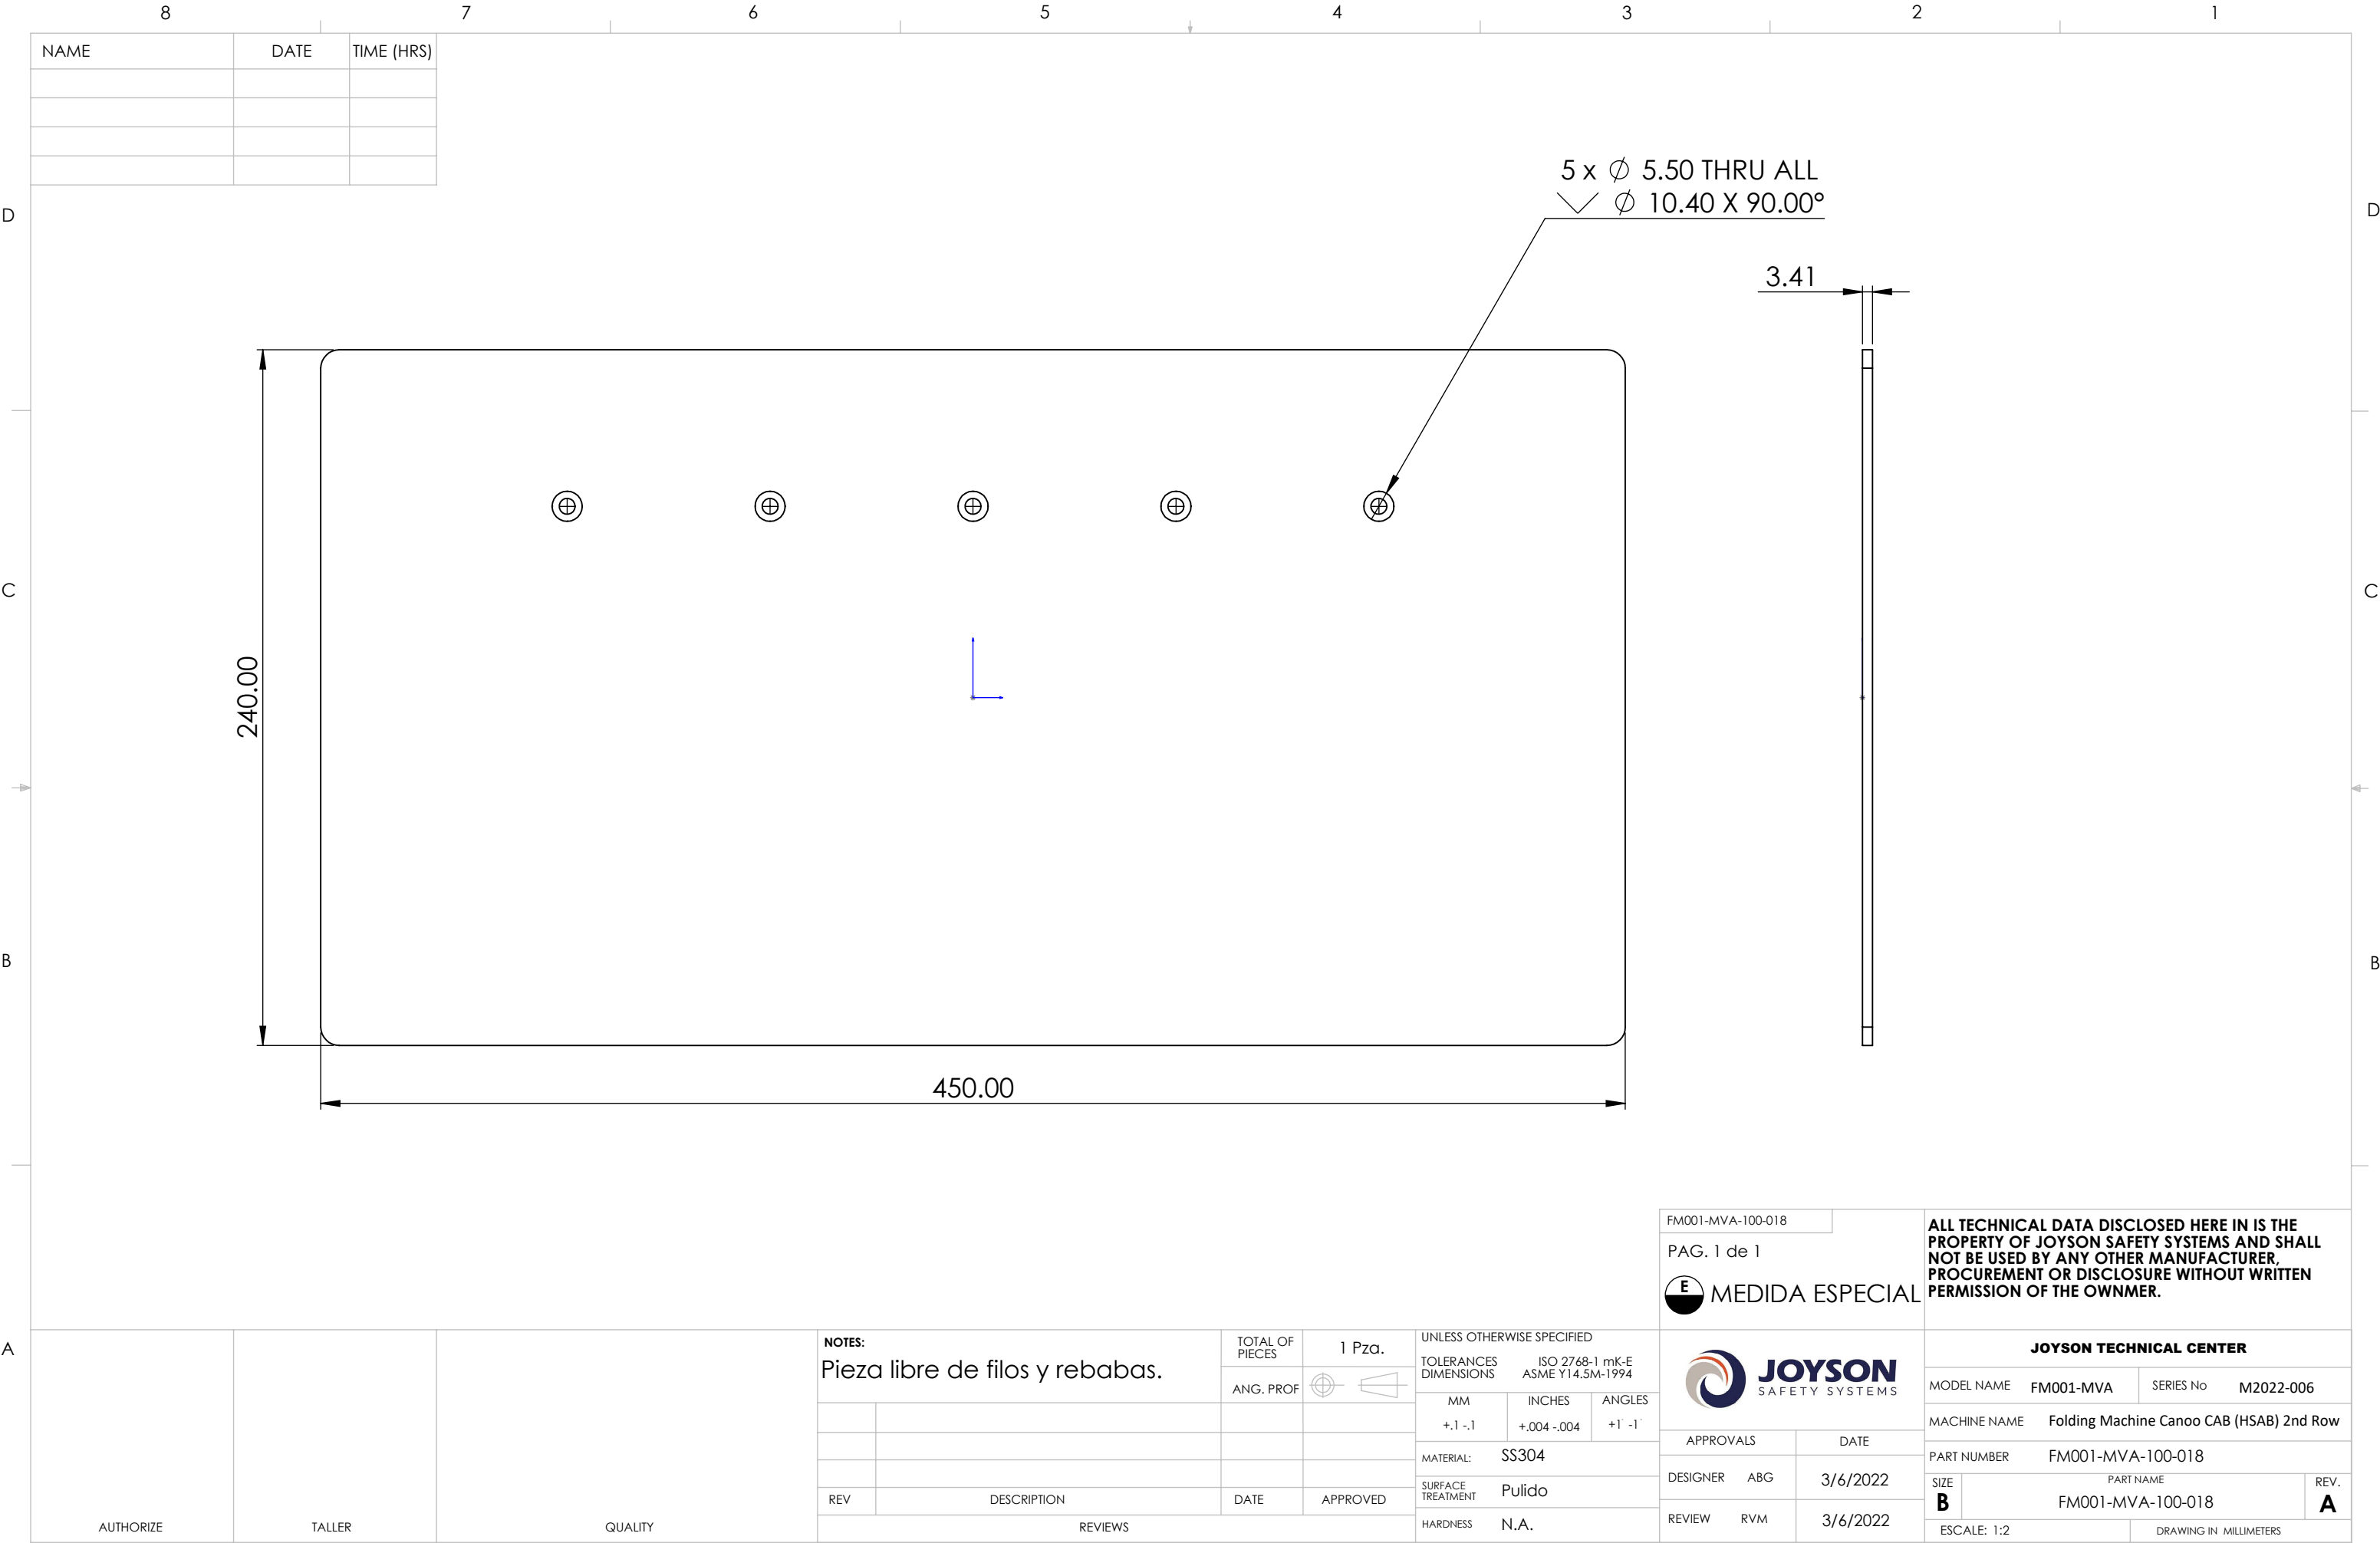 8 7 6 5 4 3 2 1
NAME DATE TIME (HRS)
5 x ∅ 5.50 THRU ALL
⌵ ∅ 10.40 X 90.00°
D D
3.41
C C
240.00
B B
450.00
FM001-MVA-100-018
PAG. 1 de 1
E MEDIDA ESPECIAL
ALL TECHNICAL DATA DISCLOSED HERE IN IS THE
PROPERTY OF JOYSON SAFETY SYSTEMS AND SHALL
NOT BE USED BY ANY OTHER MANUFACTURER,
PROCUREMENT OR DISCLOSURE WITHOUT WRITTEN
PERMISSION OF THE OWNMER.
A
AUTHORIZE TALLER QUALITY
NOTES:
Pieza libre de filos y rebabas.
TOTAL OF
PIECES
1 Pza.
ANG. PROF
REV DESCRIPTION DATE APPROVED
REVIEWS
UNLESS OTHERWISE SPECIFIED
TOLERANCES ISO 2768-1 mK-E
DIMENSIONS ASME Y14.5M-1994
MM INCHES ANGLES
+.1 -.1 +.004 -.004 +1° -1°
MATERIAL: SS304
SURFACE
TREATMENT
Pulido
HARDNESS N.A.
JOYSON
SAFETY SYSTEMS
APPROVALS DATE
DESIGNER ABG 3/6/2022
REVIEW RVM 3/6/2022
JOYSON TECHNICAL CENTER
MODEL NAME FM001-MVA SERIES No M2022-006
MACHINE NAME Folding Machine Canoo CAB (HSAB) 2nd Row
PART NUMBER FM001-MVA-100-018
SIZE PART NAME REV.
B FM001-MVA-100-018 A
ESCALE: 1:2 DRAWING IN MILLIMETERS